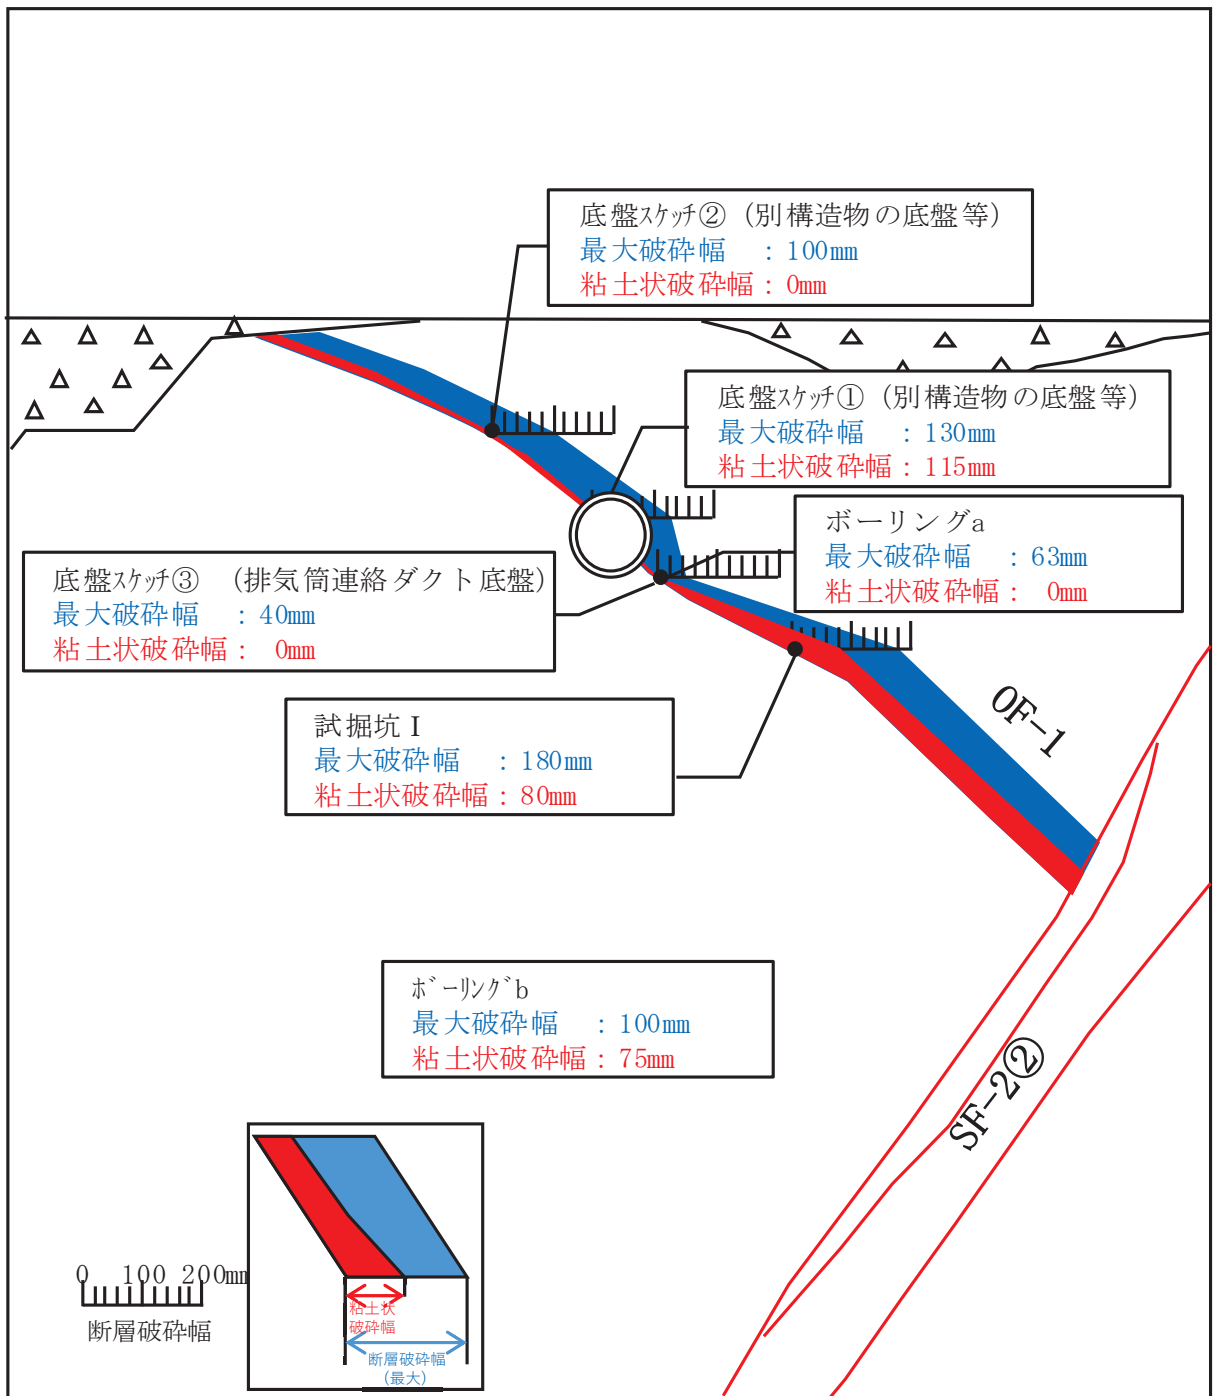 底盤スケッチ②（別構造物の底盤等）
最大破砕幅　：100mm
粘土状破砕幅：0mm
底盤スケッチ①（別構造物の底盤等）
最大破砕幅　：130mm
粘土状破砕幅：115mm
ボーリングa
最大破砕幅　：63mm
粘土状破砕幅：　0mm
底盤スケッチ③　（排気筒連絡ダクト底盤）
最大破砕幅　：40mm
粘土状破砕幅：　0mm
試掘坑Ⅰ
最大破砕幅　：180mm
粘土状破砕幅：80mm
OF-1
ボーリングb
最大破砕幅　：100mm
粘土状破砕幅：75mm
SF-2②
0　100 200mm
断層破砕幅
粘土状
破砕幅
断層破砕幅
（最大）